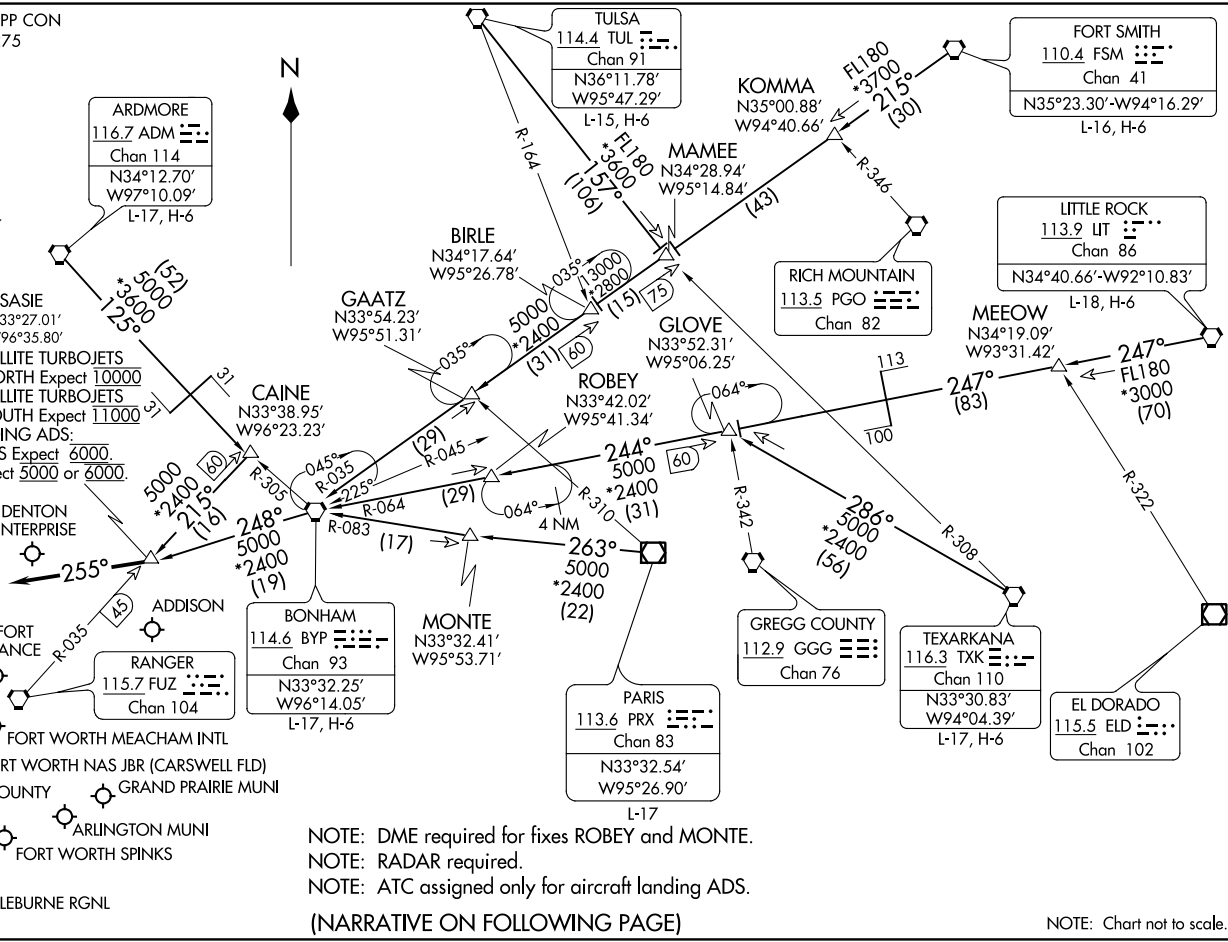 PP CON
75
N
TULSA
114.4 TUL
Chan 91
N36°11.78′
W95°47.29′
L-15, H-6
FORT SMITH
110.4 FSM
Chan 41
N35°23.30′-W94°16.29′
L-16, H-6
KOMMA
N35°00.88′
W94°40.66′
FL180
*3700
215°
(30)
ARDMORE
116.7 ADM
Chan 114
N34°12.70′
W97°10.09′
L-17, H-6
R-164
FL180
*3600
157°
(106)
MAMEE
N34°28.94′
W95°14.84′
(43)
R-346
LITTLE ROCK
113.9 LIT
Chan 86
N34°40.66′-W92°10.83′
L-18, H-6
BIRLE
N34°17.64′
W95°26.78′
035°
13000
*2800
(15)
75
RICH MOUNTAIN
113.5 PGO
Chan 82
(52)
5000
*3600
125°
SASIE
33°27.01′
96°35.80′
GAATZ
N33°54.23′
W95°51.31′
035°
5000
*2400
(31)
60
GLOVE
N33°52.31′
W95°06.25′
MEEOW
N34°19.09′
W93°31.42′
247°
FL180
*3000
(70)
LLITE TURBOJETS
ORTH Expect 10000
LLITE TURBOJETS
OUTH Expect 11000
ING ADS:
S Expect 6000.
ect 5000 or 6000.
31
31
CAINE
N33°38.95′
W96°23.23′
ROBEY
N33°42.02′
W95°41.34′
064°
113
100
247°
(83)
(29)
R-045
045°
R-035
225°
R-064
R-083
R-305
(29)
064°
4 NM
R-310
244°
5000
*2400
(31)
60
R-342
R-308
R-322
286°
5000
*2400
(56)
5000
*2400
215°
(16)
60
DENTON
NTERPRISE
255°
248°
5000
*2400
(19)
(17)
263°
5000
*2400
(22)
MONTE
N33°32.41′
W95°53.71′
R-035
45
ADDISON
FORT
ANCE
RANGER
115.7 FUZ
Chan 104
BONHAM
114.6 BYP
Chan 93
N33°32.25′
W96°14.05′
L-17, H-6
PARIS
113.6 PRX
Chan 83
N33°32.54′
W95°26.90′
L-17
GREGG COUNTY
112.9 GGG
Chan 76
TEXARKANA
116.3 TXK
Chan 110
N33°30.83′
W94°04.39′
L-17, H-6
EL DORADO
115.5 ELD
Chan 102
FORT WORTH MEACHAM INTL
RT WORTH NAS JBR (CARSWELL FLD)
OUNTY
GRAND PRAIRIE MUNI
ARLINGTON MUNI
FORT WORTH SPINKS
LEBURNE RGNL
NOTE: DME required for fixes ROBEY and MONTE.
NOTE: RADAR required.
NOTE: ATC assigned only for aircraft landing ADS.
(NARRATIVE ON FOLLOWING PAGE)
NOTE: Chart not to scale.